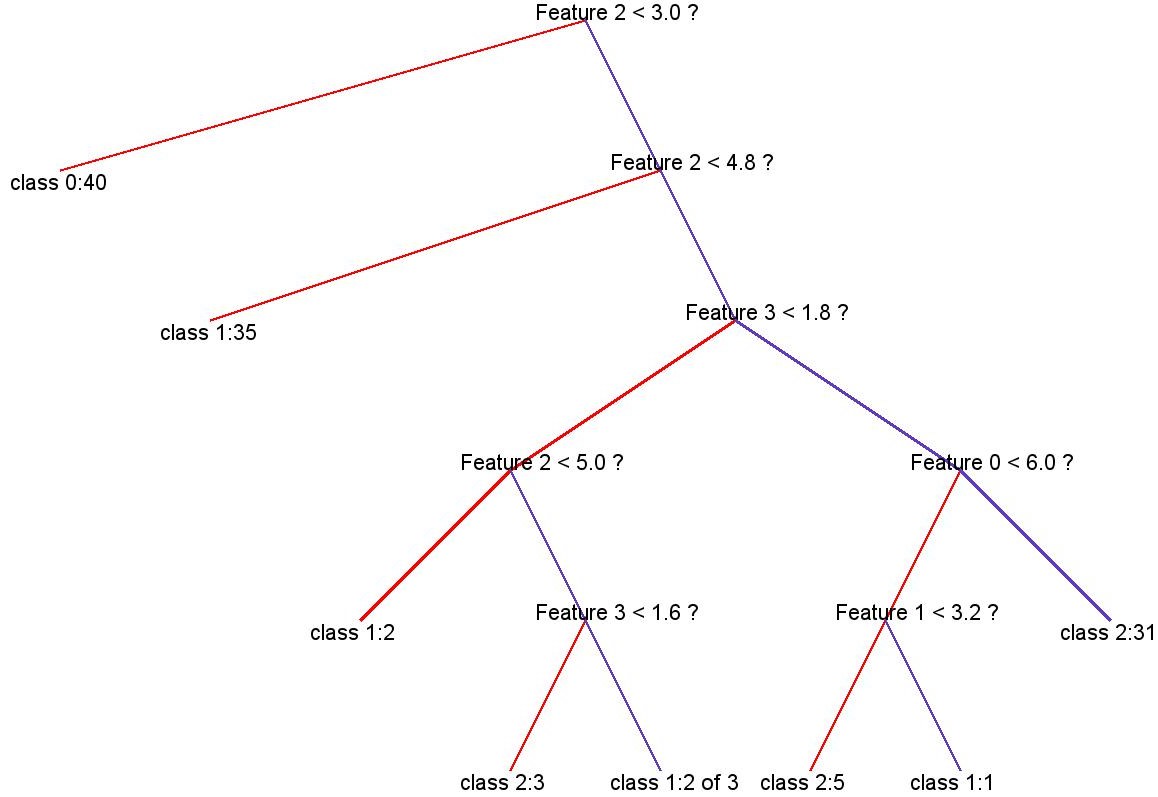 Feature 2 < 3.0 ?
Feature 2 < 4.8 ?
class 0:40
Feature 3 < 1.8 ?
class 1:35
Feature 2 < 5.0 ?
Feature 0 < 6.0 ?
Feature 3 < 1.6 ?
Feature 1 < 3.2 ?
class 1:2
class 2:31
class 2:3
class 1:2 of 3
class 2:5
class 1:1